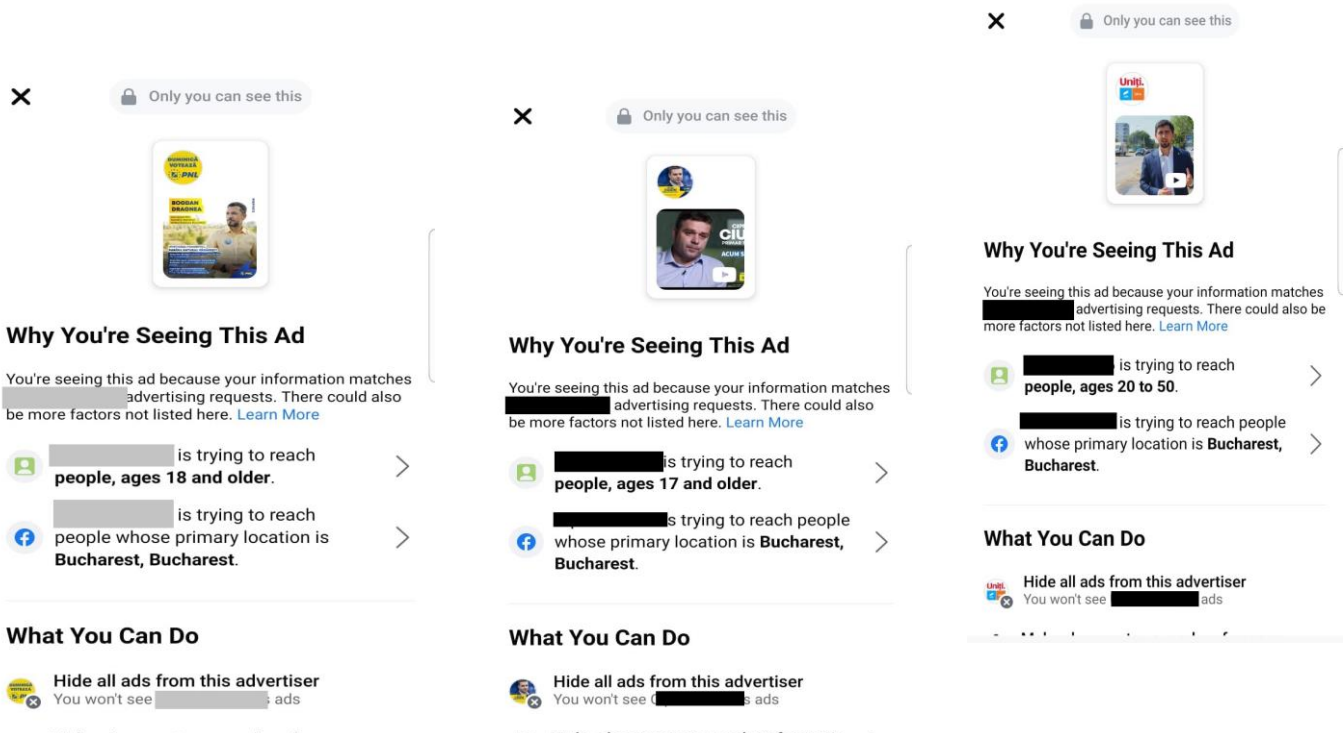 Only you can see this
DUMINICĂ
VOTEAZĂ
PNL
BOGDAN
DRAGNEA
PNL
Why You're Seeing This Ad
You're seeing this ad because your information matches
advertising requests. There could also
be more factors not listed here. Learn More
is trying to reach
people, ages 18 and older.
is trying to reach
people whose primary location is
Bucharest, Bucharest.
What You Can Do
Hide all ads from this advertiser
You won't see
ads
Only you can see this
CIU
ACUM
Why You're Seeing This Ad
You're seeing this ad because your information matches
advertising requests. There could also
be more factors not listed here. Learn More
is trying to reach
people, ages 17 and older.
s trying to reach people
whose primary location is Bucharest,
Bucharest.
What You Can Do
Hide all ads from this advertiser
You won't see
s ads
Only you can see this
Uniți.
Why You're Seeing This Ad
You're seeing this ad because your information matches
advertising requests. There could also be
more factors not listed here. Learn More
is trying to reach
people, ages 20 to 50.
is trying to reach people
whose primary location is Bucharest,
Bucharest.
What You Can Do
Uniți.
Hide all ads from this advertiser
You won't see
ads